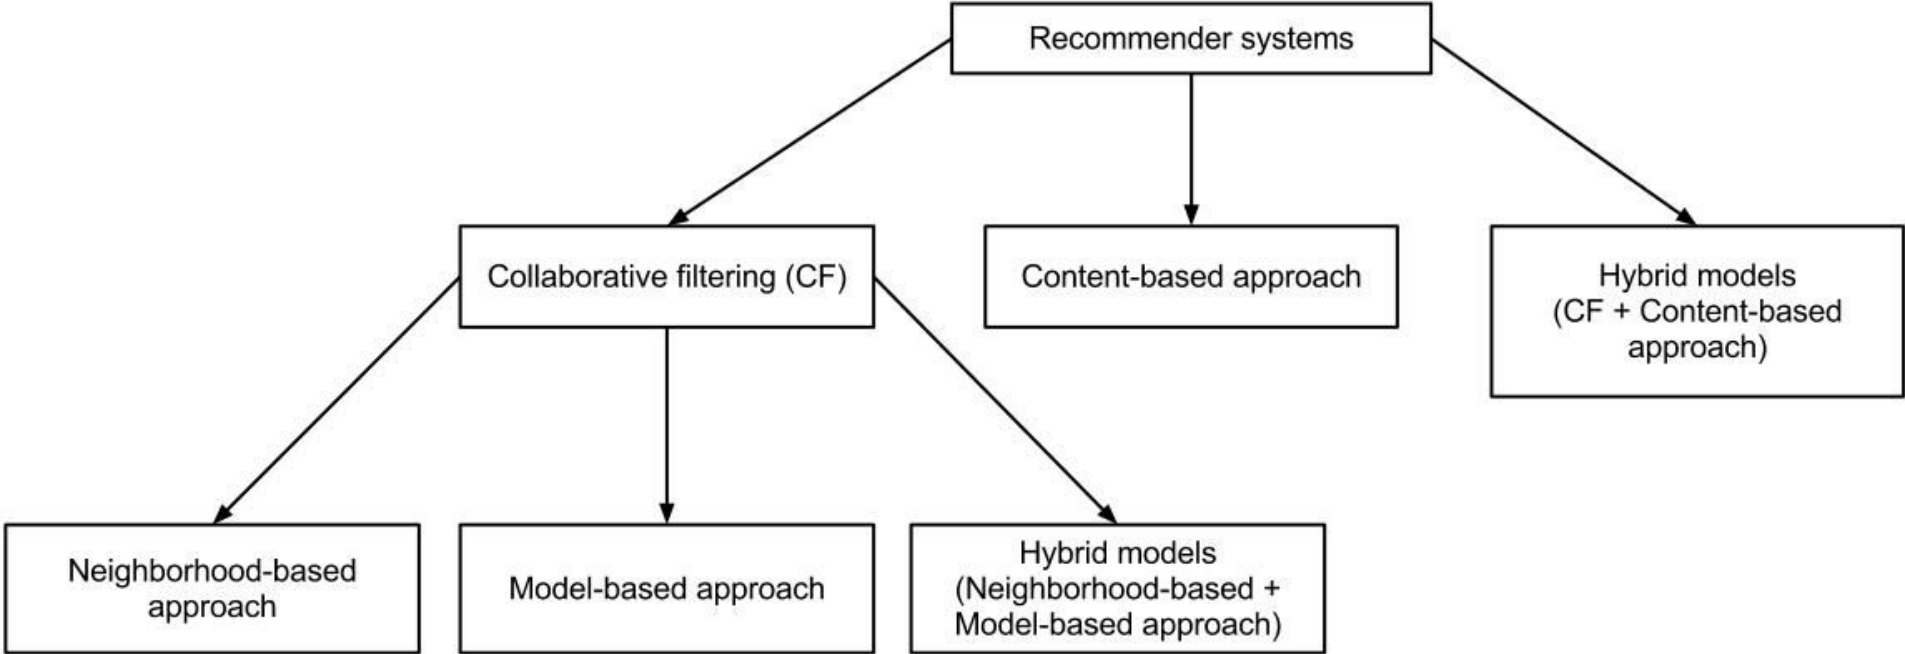 Recommender systems
Collaborative filtering (CF)
Content-based approach
Hybrid models
(CF + Content-based
approach)
Neighborhood-based
approach
Model-based approach
Hybrid models
(Neighborhood-based +
Model-based approach)